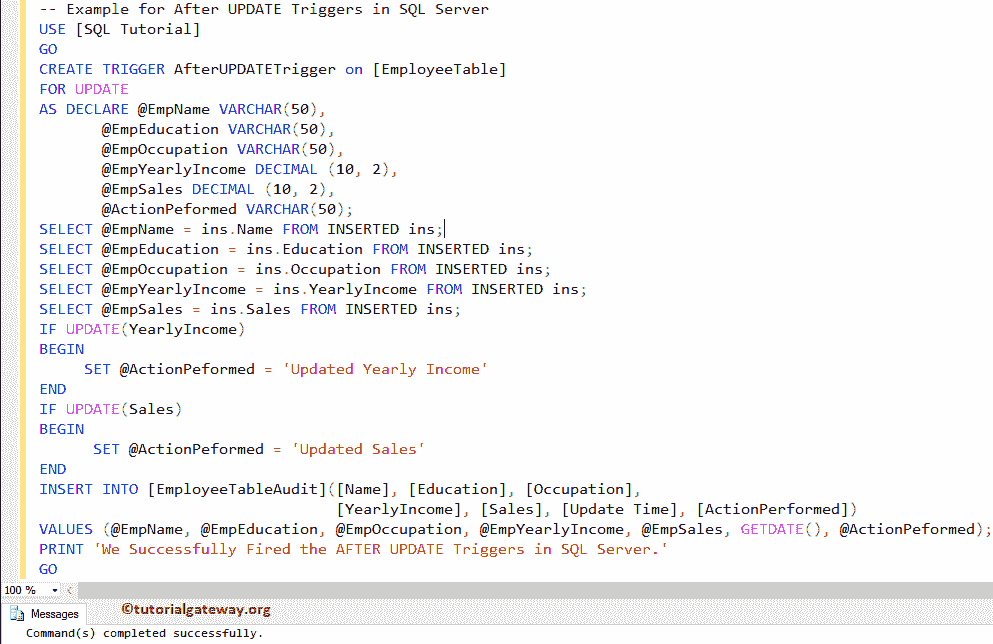 -- Example for After UPDATE Triggers in SQL Server
USE [SQL Tutorial]
GO
CREATE TRIGGER AfterUPDATETrigger on [EmployeeTable]
FOR UPDATE
AS DECLARE @EmpName VARCHAR(50),
@EmpEducation VARCHAR(50),
@EmpOccupation VARCHAR(50),
@EmpYearlyIncome DECIMAL (10, 2),
@EmpSales DECIMAL (10, 2),
@ActionPeformed VARCHAR(50);
SELECT @EmpName = ins.Name FROM INSERTED ins;
SELECT @EmpEducation = ins.Education FROM INSERTED ins;
SELECT @EmpOccupation = ins.Occupation FROM INSERTED ins;
SELECT @EmpYearlyIncome = ins.YearlyIncome FROM INSERTED ins;
SELECT @EmpSales = ins.Sales FROM INSERTED ins;
IF UPDATE(YearlyIncome)
BEGIN
SET @ActionPeformed = 'Updated Yearly Income'
END
IF UPDATE(Sales)
BEGIN
SET @ActionPeformed = 'Updated Sales'
END
INSERT INTO [EmployeeTableAudit]([Name], [Education], [Occupation],
[YearlyIncome], [Sales], [Update Time], [ActionPerformed])
VALUES (@EmpName, @EmpEducation, @EmpOccupation, @EmpYearlyIncome, @EmpSales, GETDATE(), @ActionPeformed);
PRINT 'We Successfully Fired the AFTER UPDATE Triggers in SQL Server.'
GO
100 %
Messages ©tutorialgateway.org
Command(s) completed successfully.